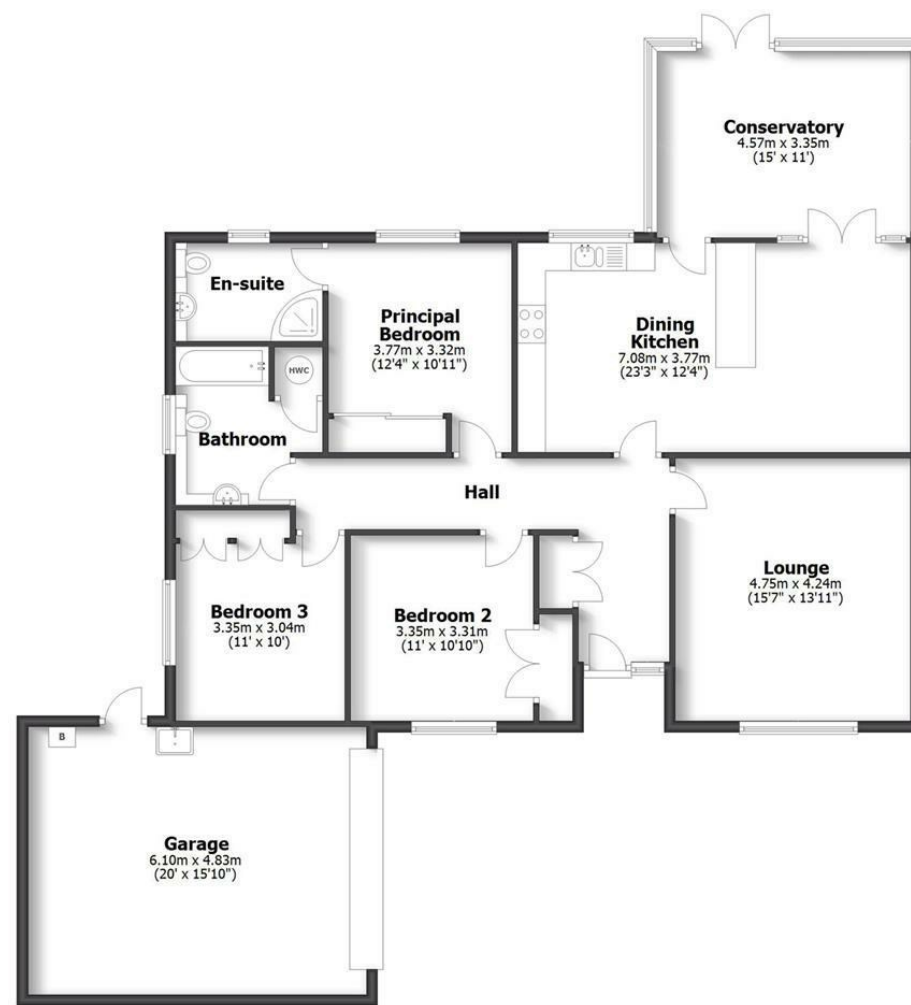 Conservatory
4.57m x 3.35m
(15' x 11')
En-suite
Principal
Bedroom
3.77m x 3.32m
(12'4" x 10'11")
Dining
Kitchen
7.08m x 3.77m
(23'3" x 12'4")
HWC
Bathroom
Hall
Lounge
4.75m x 4.24m
(15'7" x 13'11")
Bedroom 3
3.35m x 3.04m
(11' x 10')
Bedroom 2
3.35m x 3.31m
(11' x 10'10")
B
Garage
6.10m x 4.83m
(20' x 15'10")